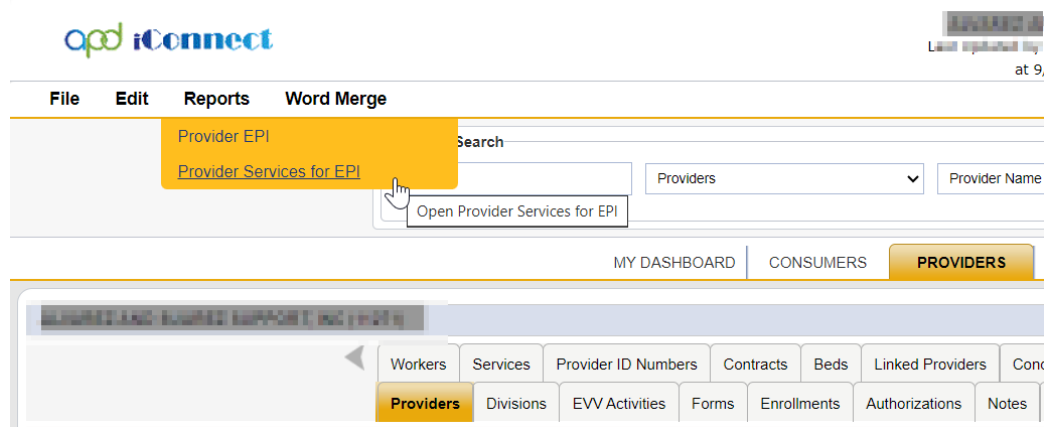 apd iConnect
at 9,
File Edit Reports Word Merge
Provider EPI
Search
Provider Services for EPI
Providers
Provider Name
Open Provider Services for EPI
MY DASHBOARD CONSUMERS PROVIDERS
Workers Services Provider ID Numbers Contracts Beds Linked Providers
Providers Divisions EVV Activities Forms Enrollments Authorizations Notes